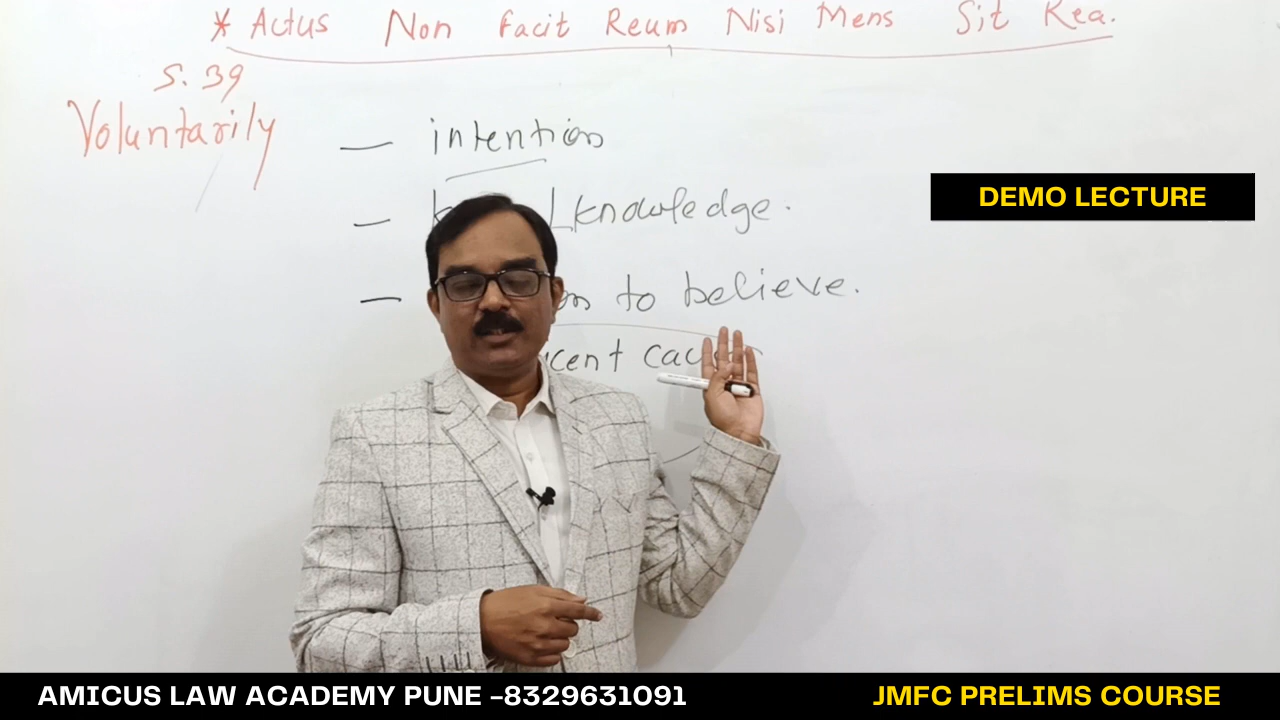 * Actus Non facit Reum Nisi Mens Sit Rea.
S. 39
Voluntarily
— intention
— knowledge.
— to believe.
DEMO LECTURE
AMICUS LAW ACADEMY PUNE -8329631091
JMFC PRELIMS COURSE